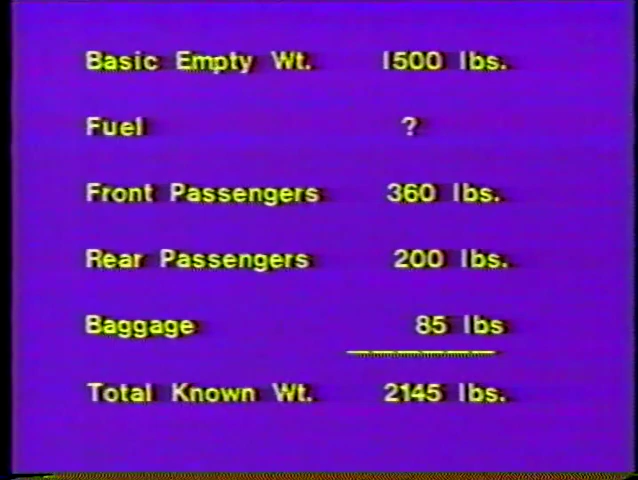 Basic Empty Wt. 1500 lbs.
Fuel ?
Front Passengers 360 lbs.
Rear Passengers 200 lbs.
Baggage 85 lbs
Total Known Wt. 2145 lbs.